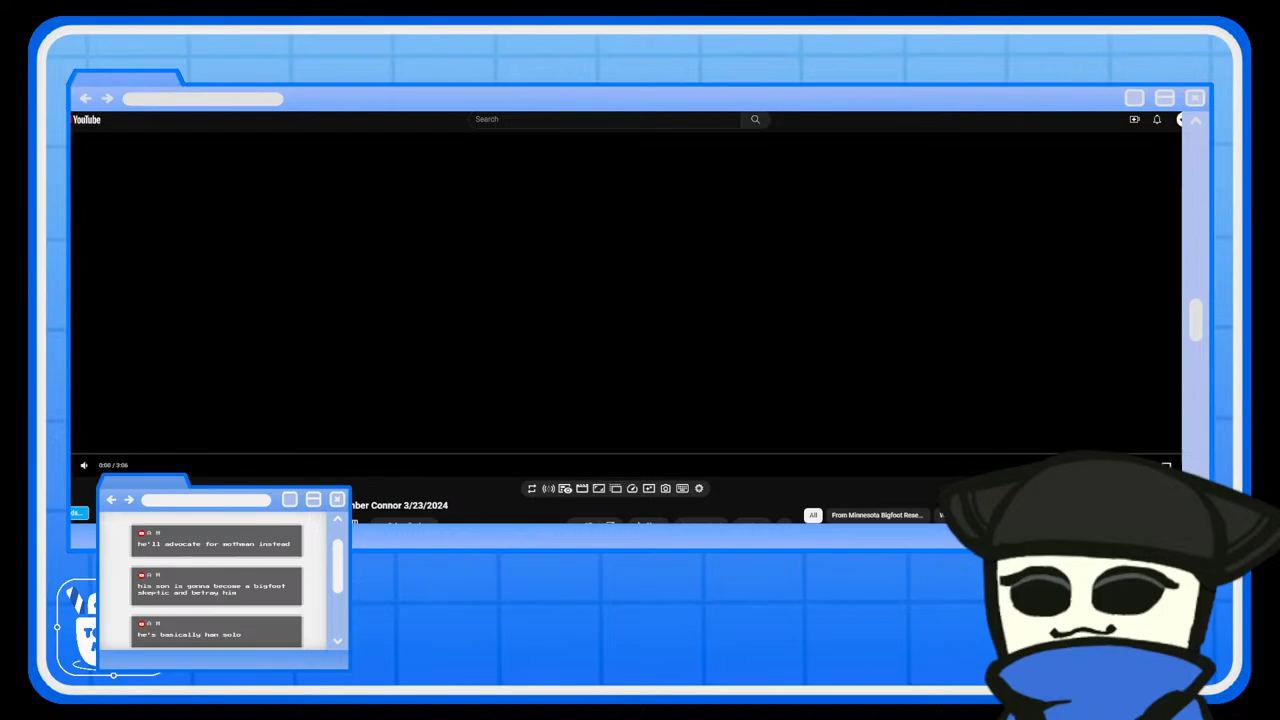 YouTube
Search
0:00 / 3:06
ber Connor 3/23/2024
All
From Minnesota Bigfoot Rese...
A M
he'll advocate for mothman instead
A M
his son is gonna become a bigfoot
skeptic and betray him
A M
he's basically han solo